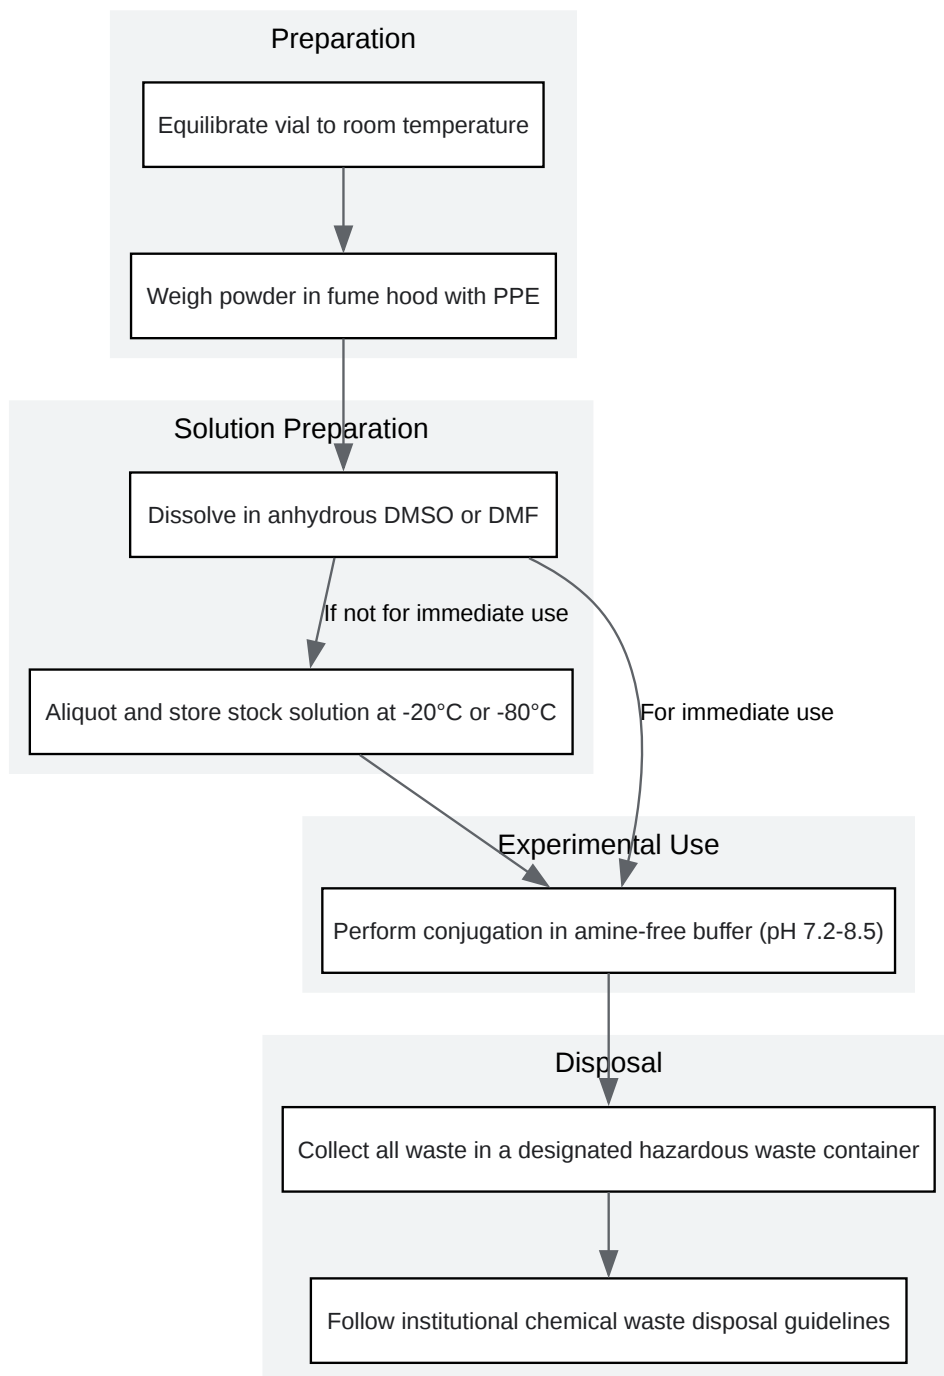 Preparation
Equilibrate vial to room temperature
Weigh powder in fume hood with PPE
Solution Preparation
Dissolve in anhydrous DMSO or DMF
If not for immediate use
Aliquot and store stock solution at -20°C or -80°C
For immediate use
Experimental Use
Perform conjugation in amine-free buffer (pH 7.2-8.5)
Disposal
Collect all waste in a designated hazardous waste container
Follow institutional chemical waste disposal guidelines